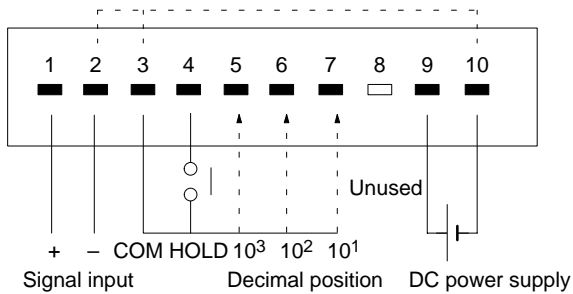 1 2 3 4 5 6 7 8 9 10
Unused
+ − COM HOLD 10³ 10² 10¹
Signal input Decimal position DC power supply